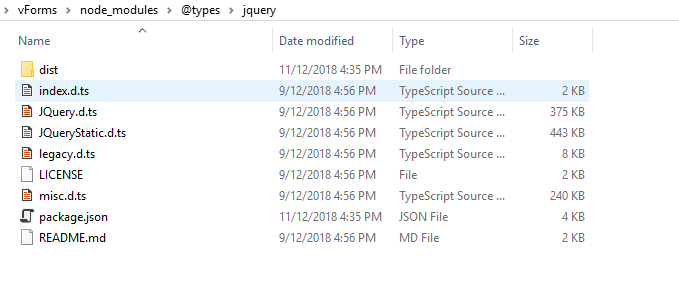 vForms > node_modules > @types > jquery
Name Date modified Type Size
dist 11/12/2018 4:35 PM File folder
index.d.ts 9/12/2018 4:56 PM TypeScript Source ... 2 KB
JQuery.d.ts 9/12/2018 4:56 PM TypeScript Source ... 375 KB
JQueryStatic.d.ts 9/12/2018 4:56 PM TypeScript Source ... 443 KB
legacy.d.ts 9/12/2018 4:56 PM TypeScript Source ... 8 KB
LICENSE 9/12/2018 4:56 PM File 2 KB
misc.d.ts 9/12/2018 4:56 PM TypeScript Source ... 240 KB
package.json 11/12/2018 4:35 PM JSON File 4 KB
README.md 9/12/2018 4:56 PM MD File 2 KB